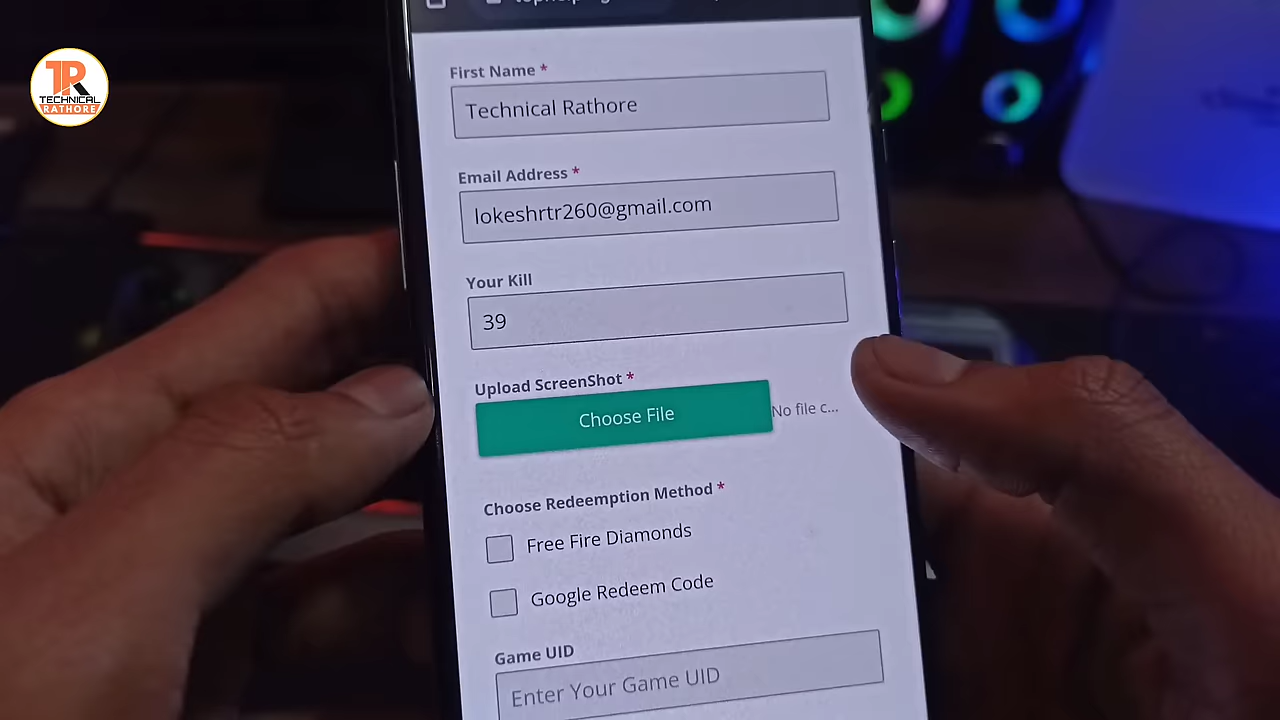 TR
TECHNICAL
RATHORE
First Name *
Technical Rathore
Email Address *
lokeshrtr260@gmail.com
Your Kill
39
Upload ScreenShot *
Choose File
No file c...
Choose Redeemption Method *
Free Fire Diamonds
Google Redeem Code
Game UID
Enter Your Game UID